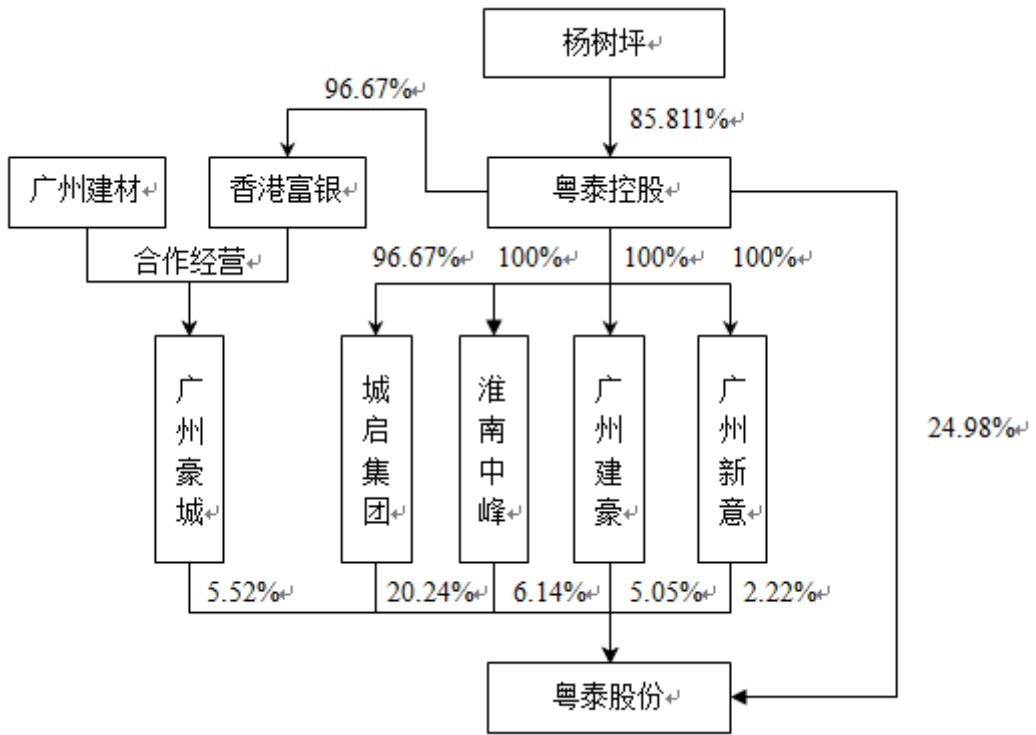 杨树坪
96.67%
85.811%
广州建材
香港富银
粤泰控股
合作经营
96.67%
100%
100%
100%
广州豪城
城启集团
淮南中峰
广州建豪
广州新意
24.98%
5.52%
20.24%
6.14%
5.05%
2.22%
粤泰股份